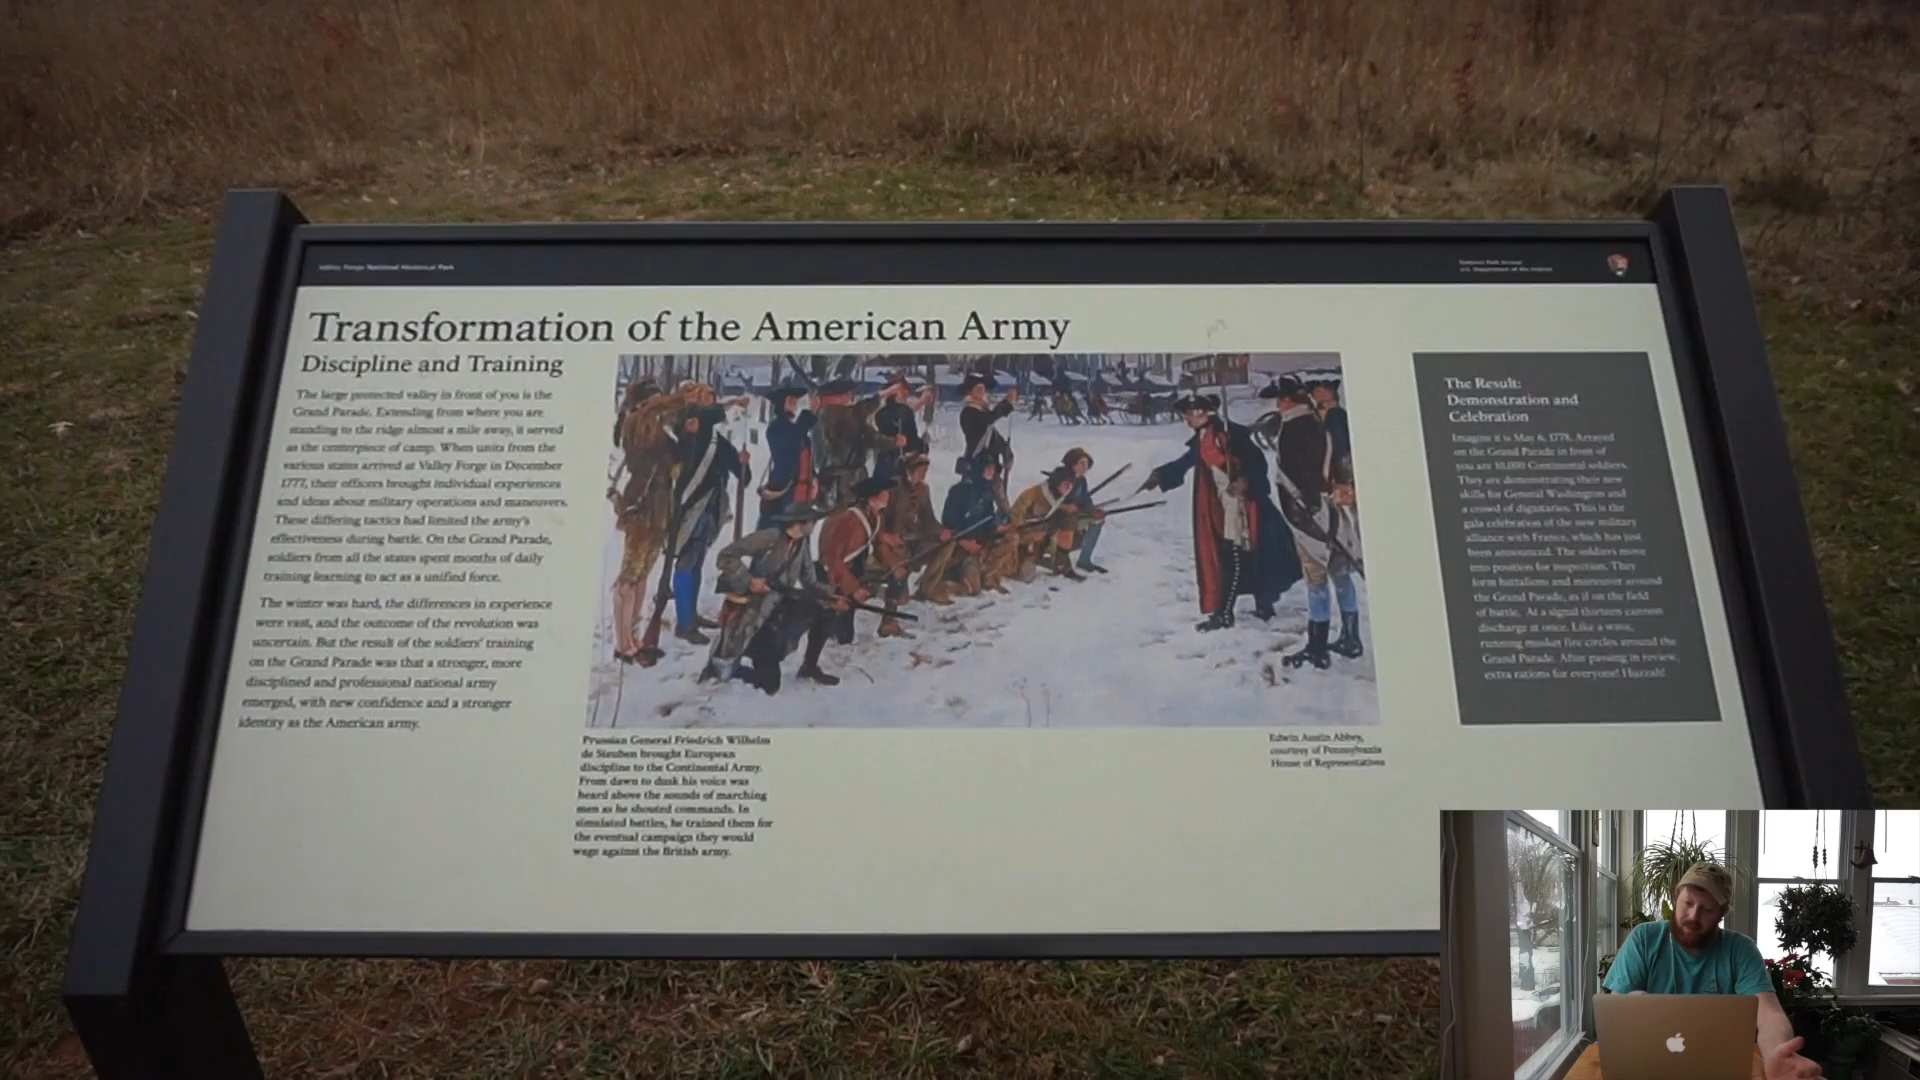 Valley Forge National Historical Park
National Park Service
U.S. Department of the Interior
Transformation of the American Army
Discipline and Training
The large protected valley in front of you is the
Grand Parade. Extending from where you are
standing to the ridge almost a mile away, it served
as the centerpiece of camp. When units from the
various states arrived at Valley Forge in December
1777, their officers brought individual experiences
and ideas about military operations and maneuvers.
These differing tactics had limited the army's
effectiveness during battle. On the Grand Parade,
soldiers from all the states spent months of daily
training learning to act as a unified force.
The winter was hard, the differences in experience
were vast, and the outcome of the revolution was
uncertain. But the result of the soldiers' training
on the Grand Parade was that a stronger, more
disciplined and professional national army
emerged, with new confidence and a stronger
identity as the American army.
Prussian General Friedrich Wilhelm
de Steuben brought European
discipline to the Continental Army.
From dawn to dusk his voice was
heard above the sounds of marching
men as he shouted commands. In
simulated battles, he trained them for
the eventual campaign they would
wage against the British army.
Edwin Austin Abbey,
courtesy of Pennsylvania
House of Representatives
The Result:
Demonstration and
Celebration
Imagine it is May 6, 1778. Arrayed
on the Grand Parade in front of
you are 10,000 Continental soldiers.
They are demonstrating their new
skills for General Washington and
a crowd of dignitaries. This is the
gala celebration of the new military
alliance with France, which has just
been announced. The soldiers move
into position for inspection. They
form battalions and maneuver around
the Grand Parade, as if on the field
of battle. At a signal thirteen cannon
discharge at once. Like a wave,
running musket fire circles around the
Grand Parade. After passing in review,
extra rations for everyone! Huzzah!